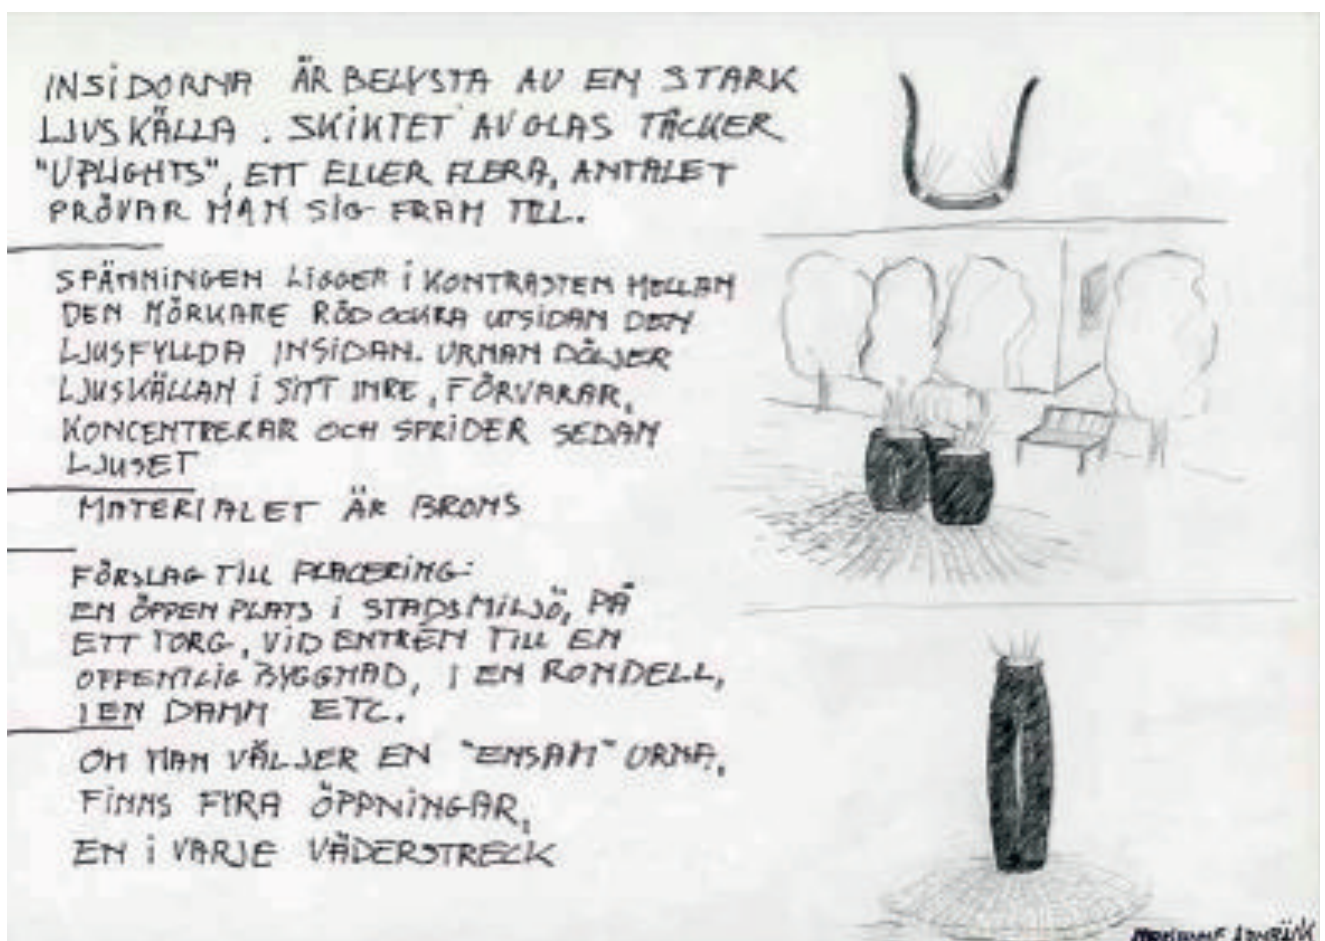 INSIDORNA ÄR BELYSTA AV EN STARK
LJUSKÄLLA. SKIKTET AV GLAS TÄCKER
"UPLIGHTS", ETT ELLER FLERA, ANTALET
PRÖVAR MAN SIG FRAM TILL.
SPÄNNINGEN LIGGER I KONTRASTEN MELLAN
DEN MÖRKARE RÖDOCKRA UTSIDAN DEN
LJUSFYLLDA INSIDAN. URNAN DÖLJER
LJUSKÄLLAN I SITT INRE, FÖRVARAR,
KONCENTRERAR OCH SPRIDER SEDAN
LJUSET
MATERIALET ÄR BRONS
FÖRSLAG TILL PLACERING:
EN ÖPPEN PLATS I STADSMILJÖ, PÅ
ETT TORG, VID ENTRÉN TILL EN
OFFENTLIG BYGGNAD, I EN RONDELL,
I EN DAMM ETC.
OM MAN VÄLJER EN "ENSAM" URNA,
FINNS FYRA ÖPPNINGAR,
EN I VARJE VÄDERSTRECK
MARIANNE